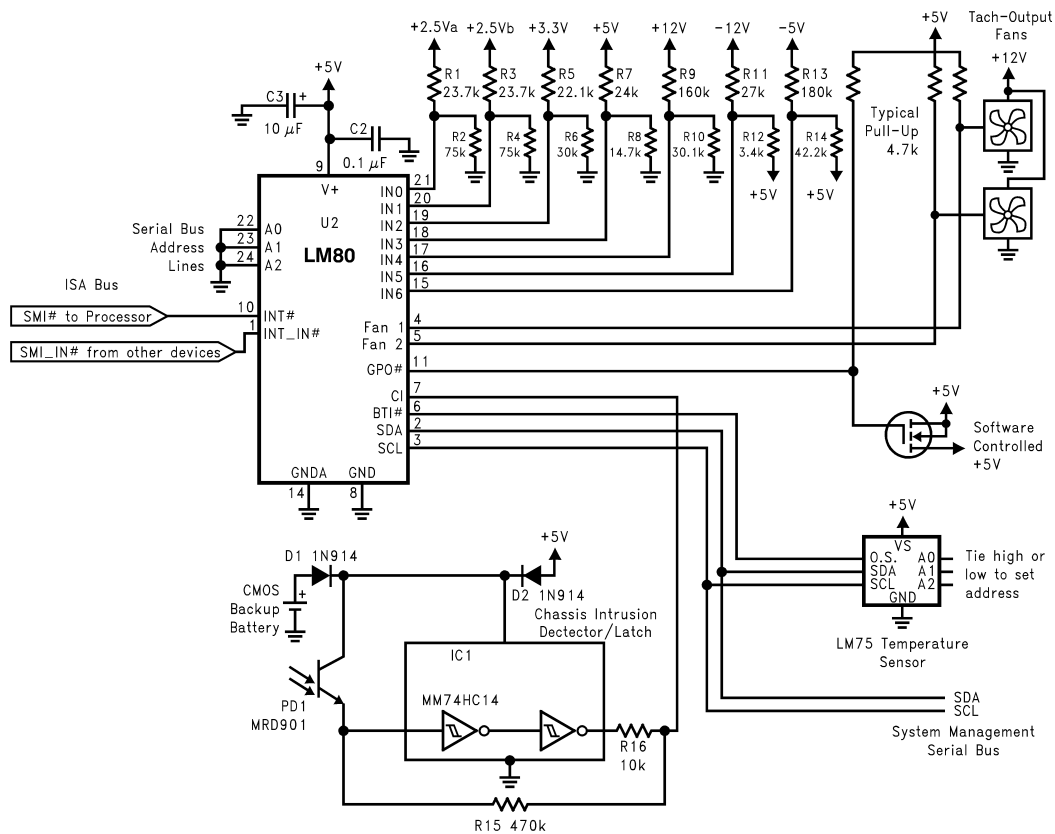 +2.5Va +2.5Vb +3.3V +5V +12V -12V -5V
+5V Tach-Output
Fans
+12V
+5V
C3 +
10 μF
C2
0.1 μF
R1
23.7k
R3
23.7k
R5
22.1k
R7
24k
R9
160k
R11
27k
R13
180k
R2
75k
R4
75k
R6
30k
R8
14.7k
R10
30.1k
R12
3.4k
R14
42.2k
+5V +5V
Typical
Pull-Up
4.7k
9
V+
U2
LM80
Serial Bus
Address
Lines
22 A0
23 A1
24 A2
ISA Bus
SMI# to Processor
10 INT#
1 INT_IN#
SMI_IN# from other devices
IN0 21
IN1 20
IN2 19
IN3 18
IN4 17
IN5 16
IN6 15
Fan 1 4
Fan 2 5
GPO# 11
CI 7
BTI# 6
SDA 2
SCL 3
GNDA GND
14 8
+5V
Software
Controlled
+5V
+5V
VS
O.S. A0
SDA A1
SCL A2
GND
Tie high or
low to set
address
LM75 Temperature
Sensor
SDA
SCL
System Management
Serial Bus
D1 1N914
+5V
D2 1N914
CMOS
Backup
Battery
+
Chassis Intrusion
Dectector/Latch
IC1
MM74HC14
PD1
MRD901
R16
10k
R15 470k